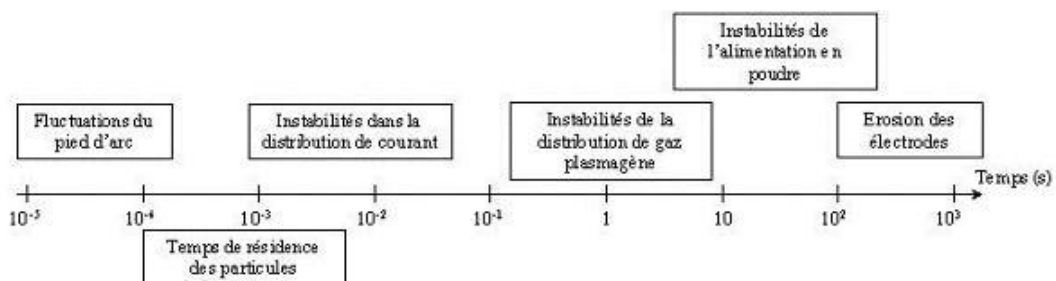 Instabilités de
l'alimentation en
poudre
Fluctuations du
pied d'arc
Instabilités dans la
distribution de courant
Instabilités de la
distribution de gaz
plasmagène
Erosion des
électrodes
Temps (s)
10⁻⁵ 10⁻⁴ 10⁻³ 10⁻² 10⁻¹ 1 10 10² 10³
Temps de résidence
des particules